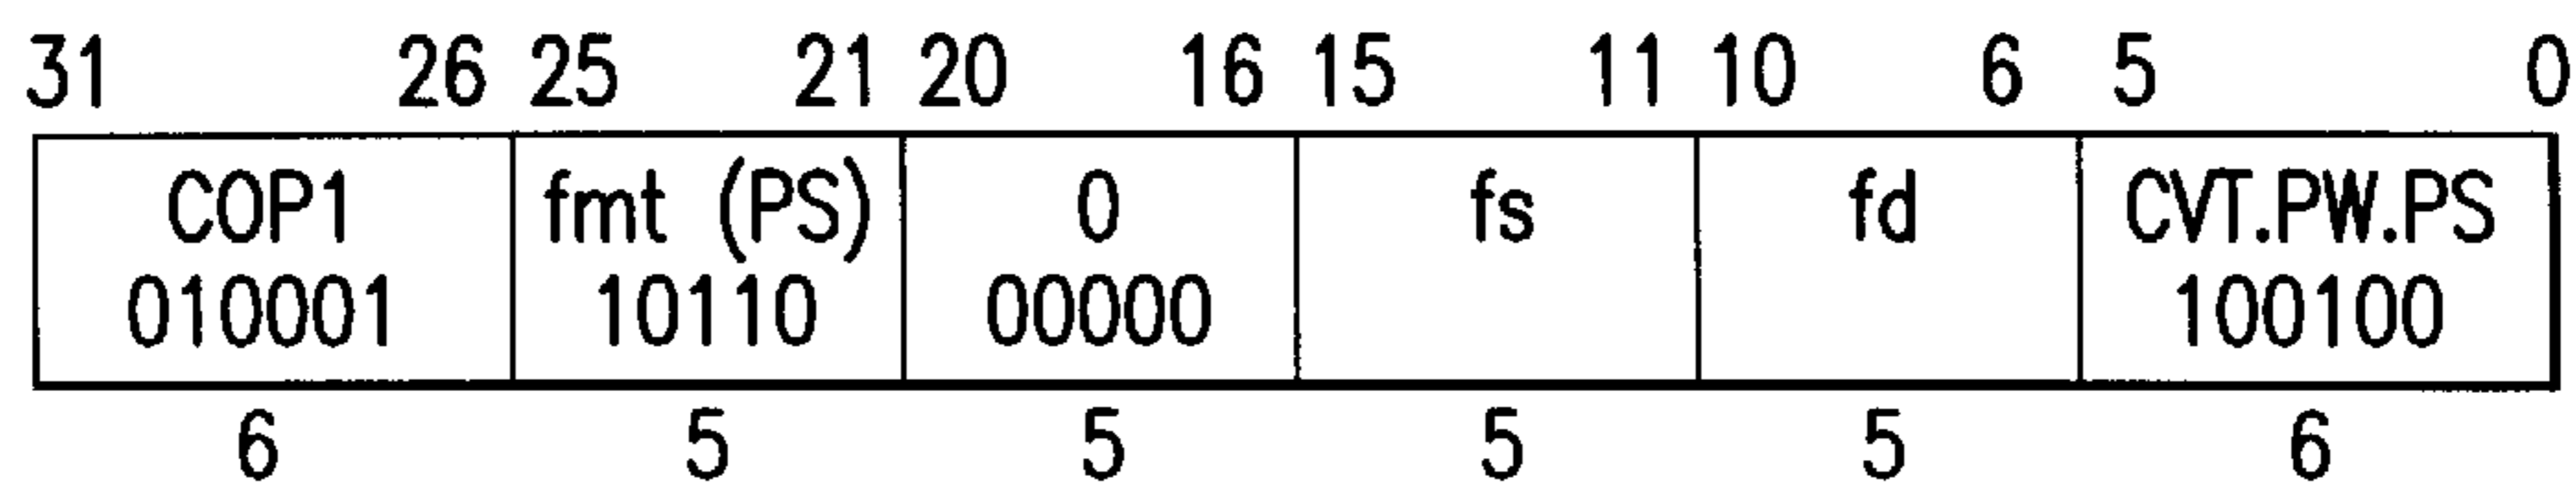 31 26 25 21 20 16 15 11 10 6 5 0
COP1 fmt (PS) 0 fs fd CVT.PW.PS
010001 10110 00000 100100
6 5 5 5 5 6